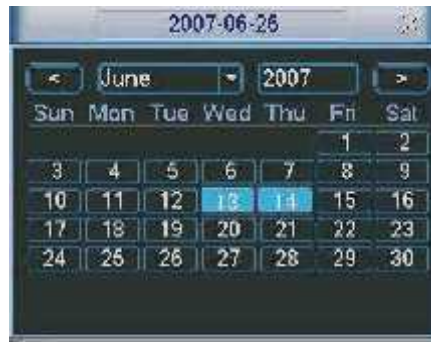 2007-06-26
< June 2007 >
Sun Mon Tue Wed Thu Fri Sat
1 2
3 4 5 6 7 8 9
10 11 12 13 14 15 16
17 18 19 20 21 22 23
24 25 26 27 28 29 30